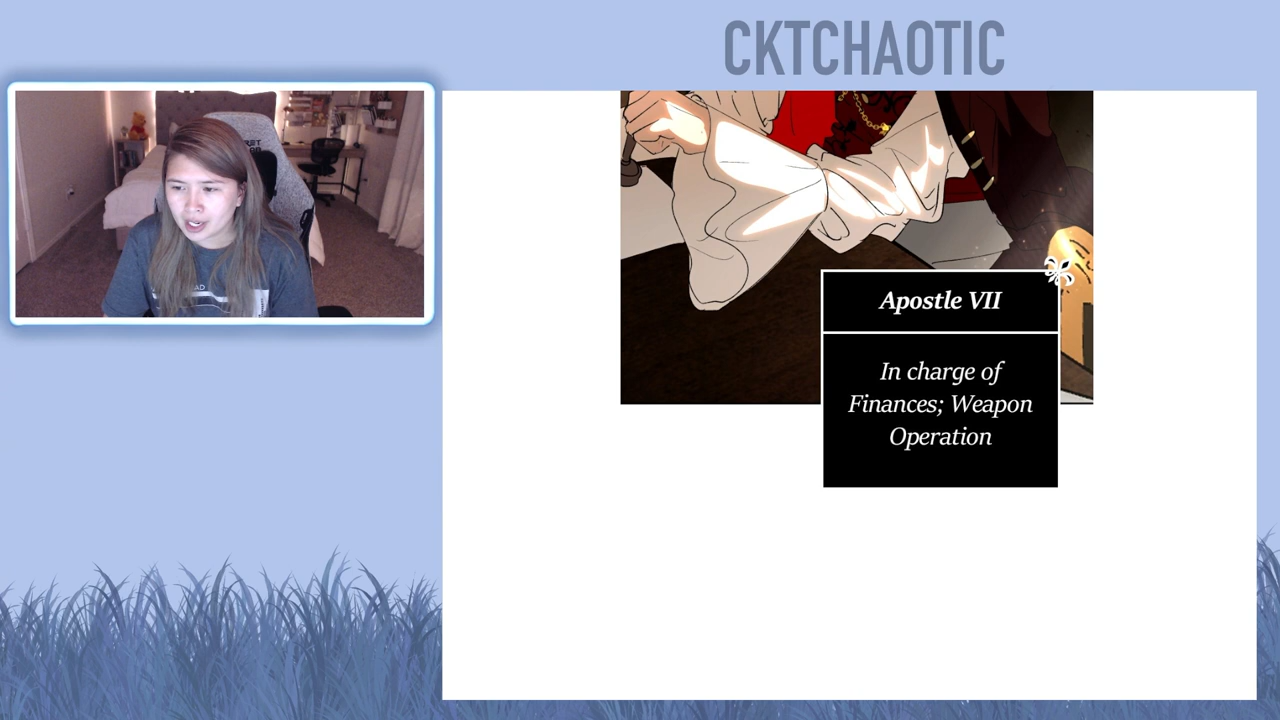 CKTCHAOTIC
Apostle VII
In charge of
Finances; Weapon
Operation